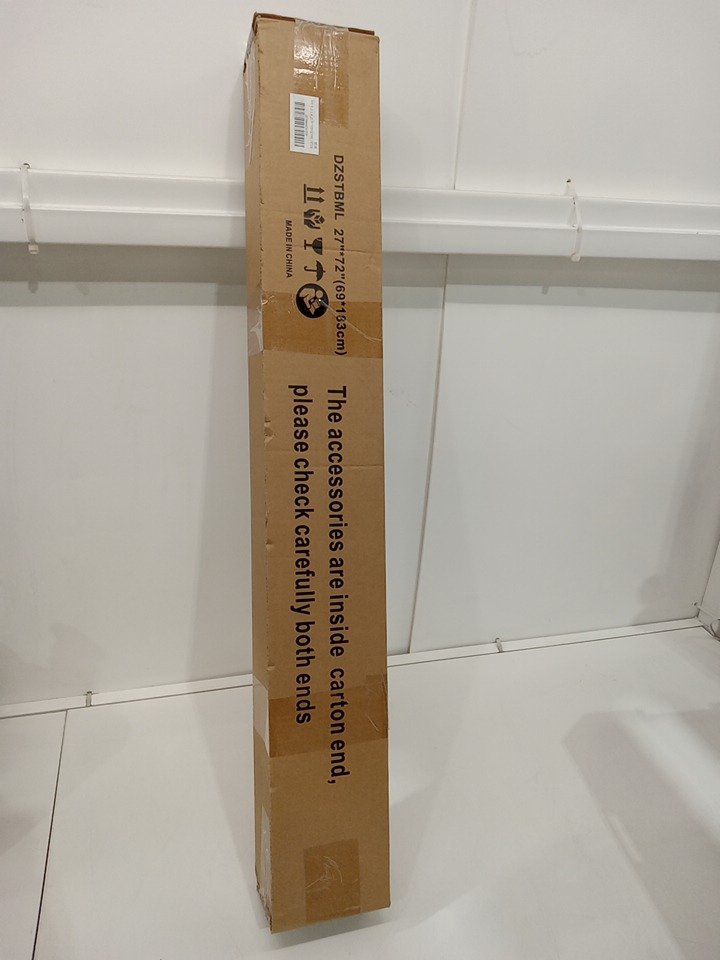 DZSTBML 27"*72"(69*183cm)
MADE IN CHINA
The accessories are inside carton end,
please check carefully both ends